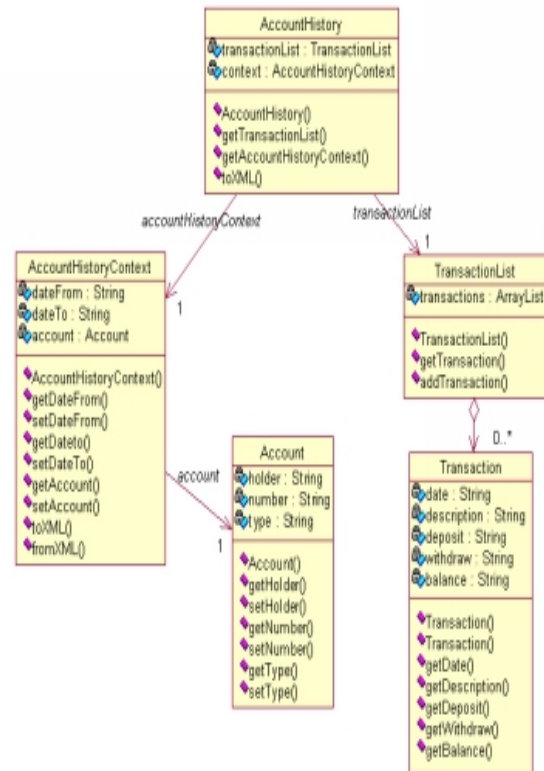 AccountHistory
transactionList : TransactionList
context : AccountHistoryContext
AccountHistory()
getTransactionList()
getAccountHistoryContext()
toXML()
accountHistoryContext
1
transactionList
1
AccountHistoryContext
dateFrom : String
dateTo : String
account : Account
AccountHistoryContext()
getDateFrom()
setDateFrom()
getDateto()
setDateTo()
getAccount()
setAccount()
toXML()
fromXML()
account
1
Account
holder : String
number : String
type : String
Account()
getHolder()
setHolder()
getNumber()
setNumber()
getType()
setType()
TransactionList
transactions : ArrayList
TransactionList()
getTransaction()
addTransaction()
0..*
Transaction
date : String
description : String
deposit : String
withdraw : String
balance : String
Transaction()
Transaction()
getDate()
getDescription()
getDeposit()
getWithdraw()
getBalance()